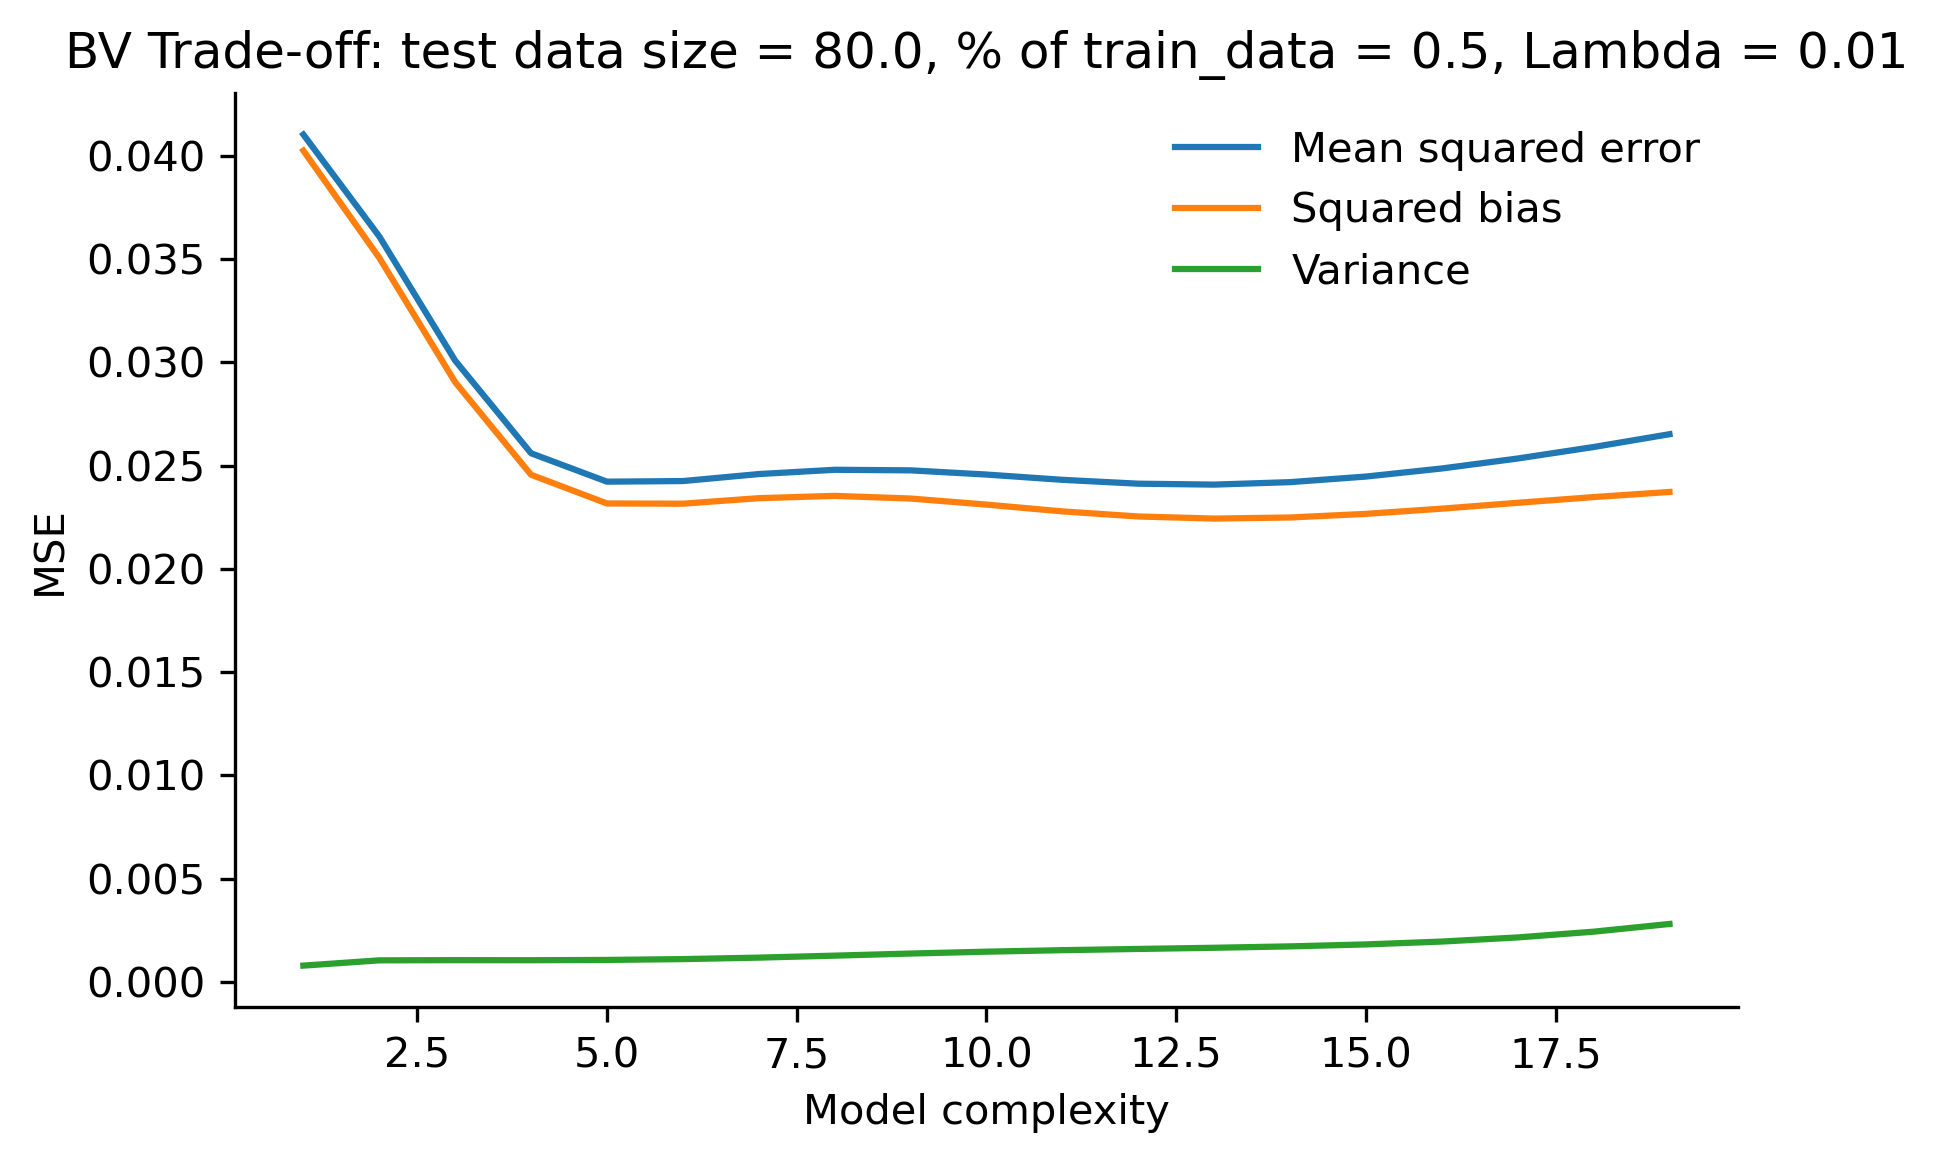 BV Trade-off: test data size = 80.0, % of train_data = 0.5, Lambda = 0.01
Mean squared error
Squared bias
Variance
MSE
0.040
0.035
0.030
0.025
0.020
0.015
0.010
0.005
0.000
2.5 5.0 7.5 10.0 12.5 15.0 17.5
Model complexity